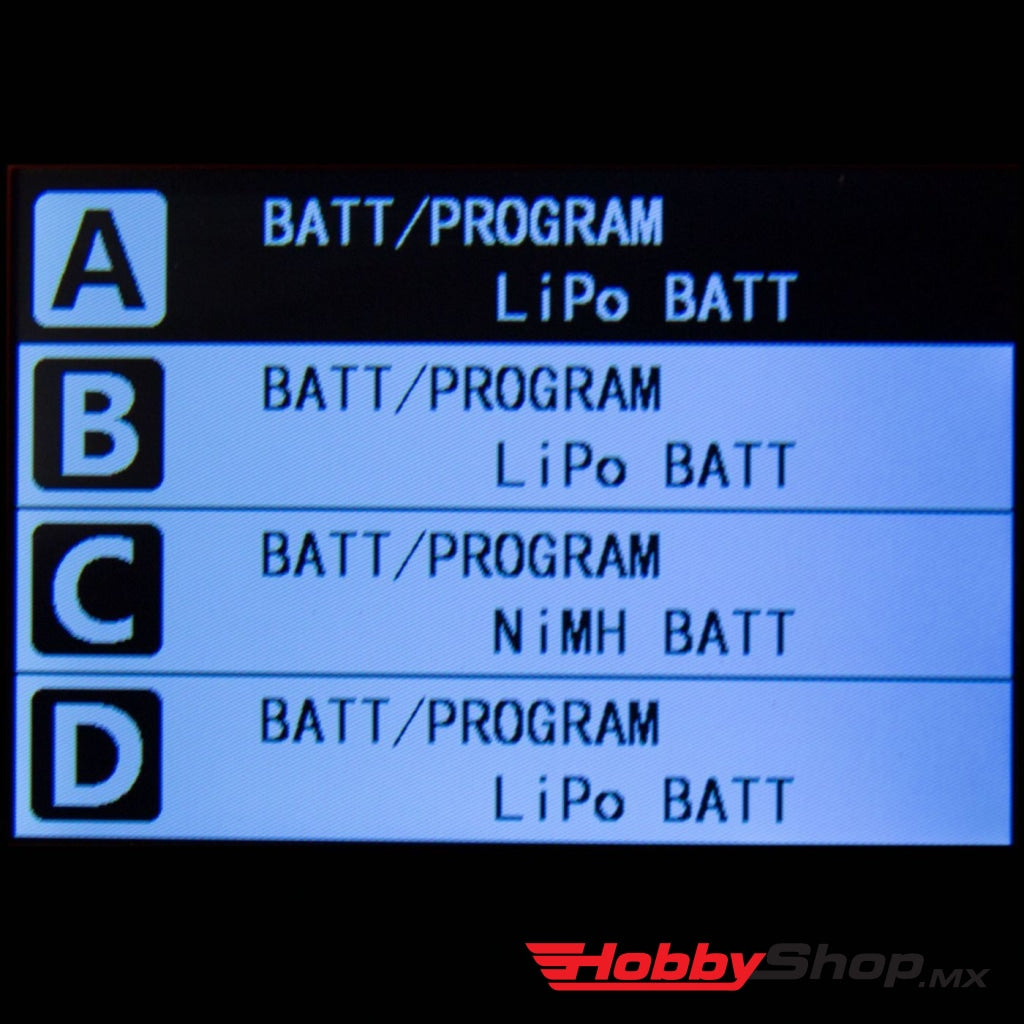 A
BATT/PROGRAM
LiPo BATT
B
BATT/PROGRAM
LiPo BATT
C
BATT/PROGRAM
NiMH BATT
D
BATT/PROGRAM
LiPo BATT
HobbyShop.MX